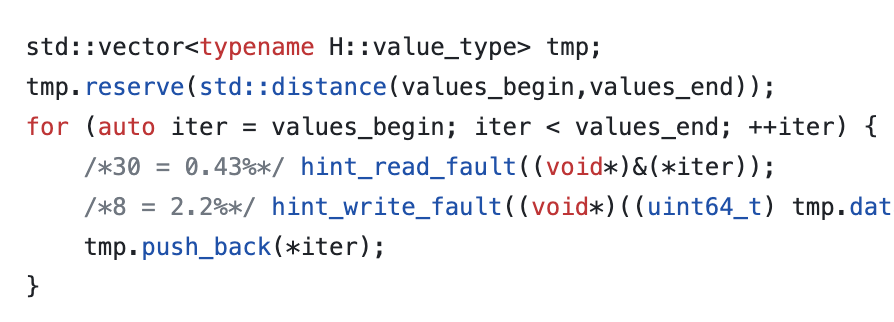 std::vector<typename H::value_type> tmp;
tmp.reserve(std::distance(values_begin,values_end));
for (auto iter = values_begin; iter < values_end; ++iter) {
    /*30 = 0.43%*/ hint_read_fault((void*)&(*iter));
    /*8 = 2.2%*/ hint_write_fault((void*)((uint64_t) tmp.dat
    tmp.push_back(*iter);
}